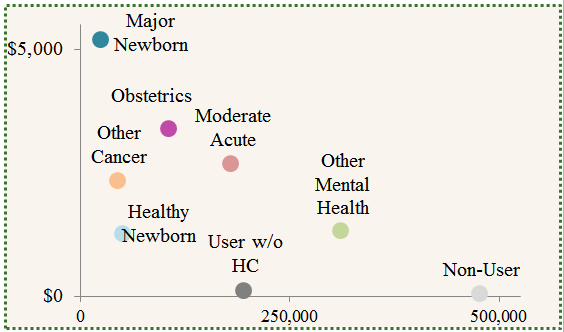 Major
Newborn
$5,000
Obstetrics
Moderate
Acute
Other
Cancer
Other
Mental
Health
Healthy
Newborn
User w/o
HC
Non-User
$0
0
250,000
500,000